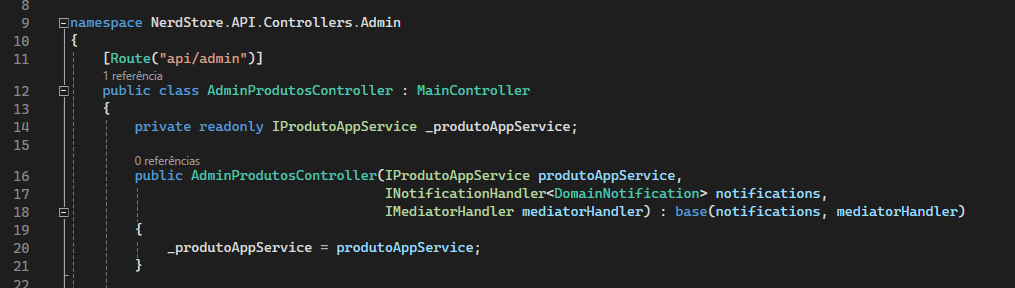 8
9 namespace NerdStore.API.Controllers.Admin
10 {
11 [Route("api/admin")]
1 referência
12 public class AdminProdutosController : MainController
13 {
14 private readonly IProdutoAppService _produtoAppService;
15
0 referências
16 public AdminProdutosController(IProdutoAppService produtoAppService,
17 INotificationHandler<DomainNotification> notifications,
18 IMediatorHandler mediatorHandler) : base(notifications, mediatorHandler)
19 {
20 _produtoAppService = produtoAppService;
21 }
22